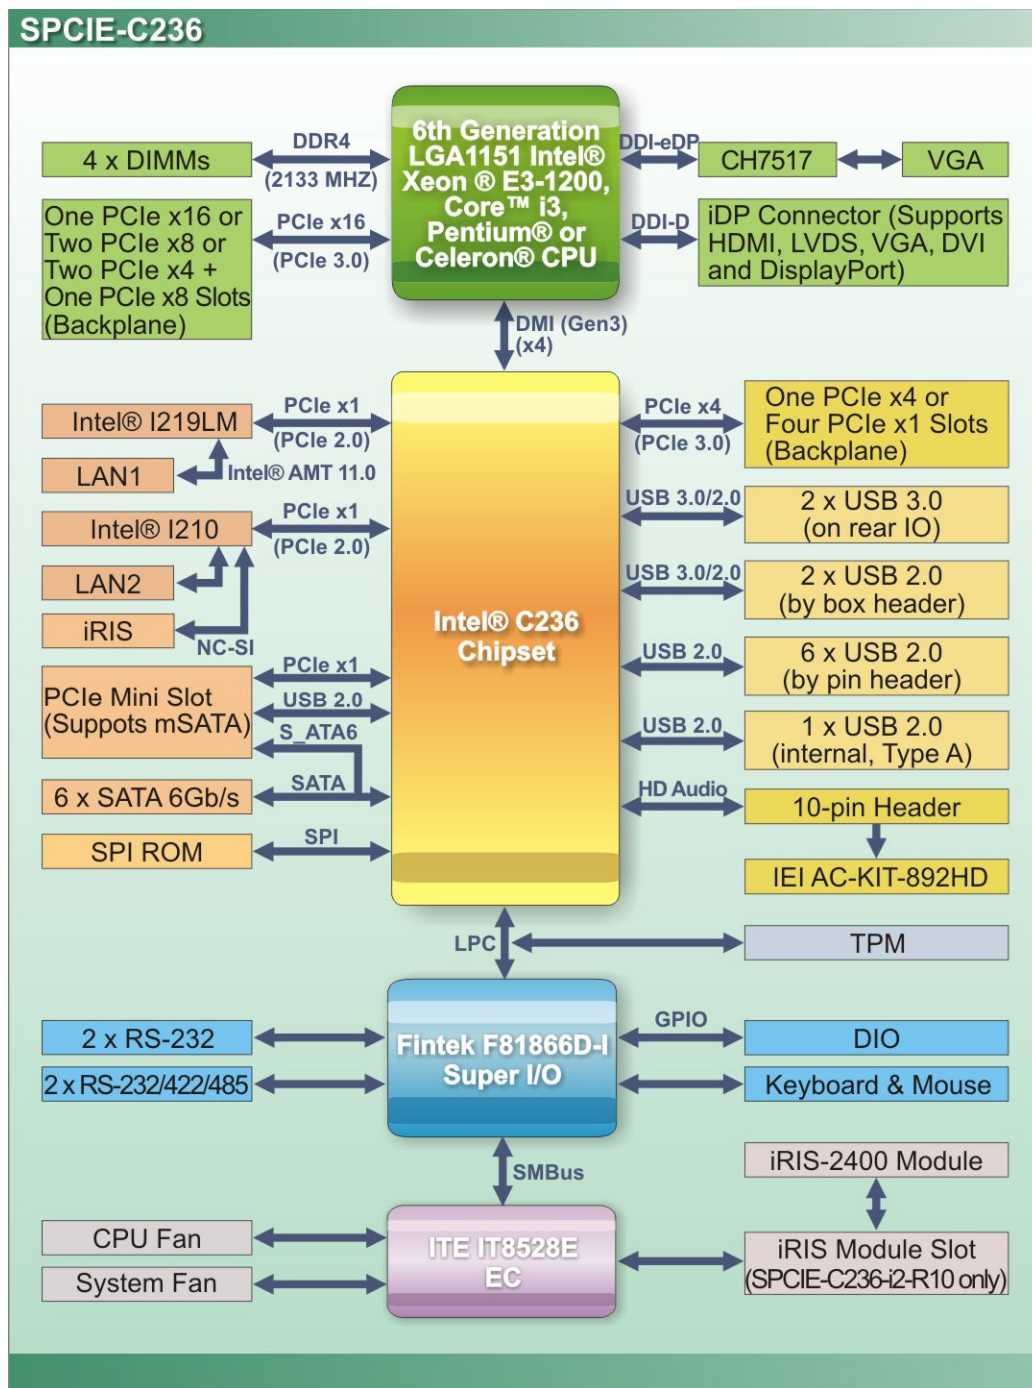 SPCIE-C236
6th Generation
LGA1151 Intel®
Xeon ® E3-1200,
Core™ i3,
Pentium® or
Celeron® CPU
4 x DIMMs
DDR4
(2133 MHZ)
One PCIe x16 or
Two PCIe x8 or
Two PCIe x4 +
One PCIe x8 Slots
(Backplane)
PCIe x16
(PCIe 3.0)
DDI-eDP
CH7517
VGA
DDI-D
iDP Connector (Supports
HDMI, LVDS, VGA, DVI
and DisplayPort)
DMI (Gen3)
(x4)
Intel® C236
Chipset
Intel® I219LM
PCIe x1
(PCIe 2.0)
LAN1
Intel® AMT 11.0
Intel® I210
PCIe x1
(PCIe 2.0)
LAN2
iRIS
NC-SI
PCIe Mini Slot
(Suppots mSATA)
PCIe x1
USB 2.0
S_ATA6
6 x SATA 6Gb/s
SATA
SPI ROM
SPI
PCIe x4
(PCIe 3.0)
One PCIe x4 or
Four PCIe x1 Slots
(Backplane)
USB 3.0/2.0
2 x USB 3.0
(on rear IO)
USB 3.0/2.0
2 x USB 2.0
(by box header)
USB 2.0
6 x USB 2.0
(by pin header)
USB 2.0
1 x USB 2.0
(internal, Type A)
HD Audio
10-pin Header
IEI AC-KIT-892HD
LPC
TPM
Fintek F81866D-I
Super I/O
2 x RS-232
2 x RS-232/422/485
GPIO
DIO
Keyboard & Mouse
SMBus
ITE IT8528E
EC
CPU Fan
System Fan
iRIS-2400 Module
iRIS Module Slot
(SPCIE-C236-i2-R10 only)